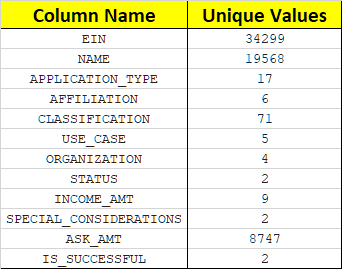 Column Name Unique Values
EIN 34299
NAME 19568
APPLICATION_TYPE 17
AFFILIATION 6
CLASSIFICATION 71
USE_CASE 5
ORGANIZATION 4
STATUS 2
INCOME_AMT 9
SPECIAL_CONSIDERATIONS 2
ASK_AMT 8747
IS_SUCCESSFUL 2